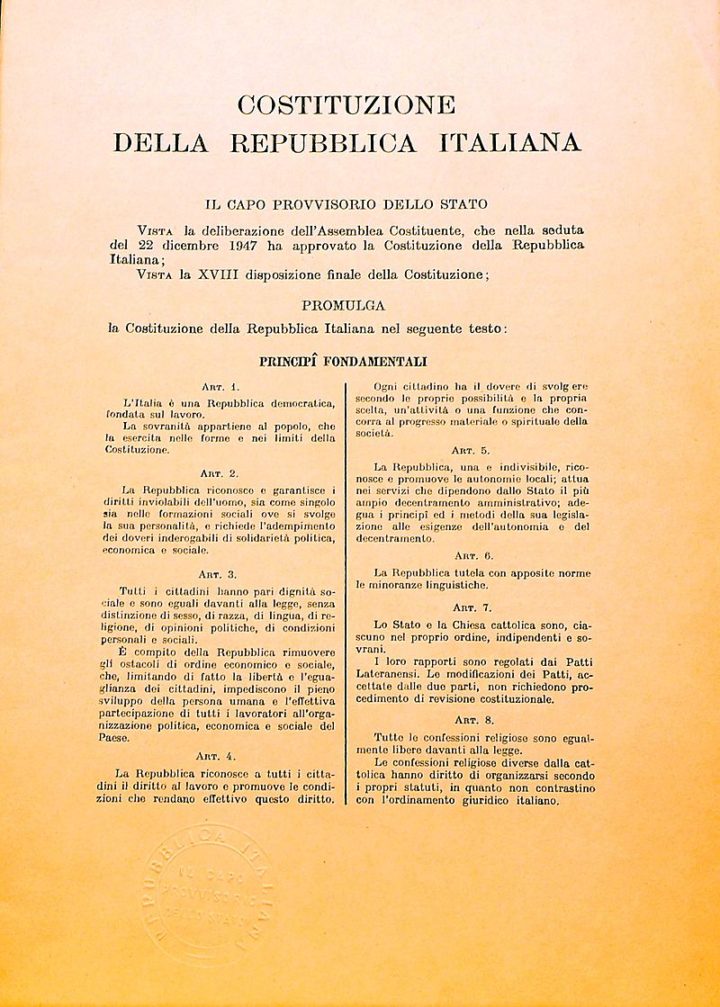 COSTITUZIONE
DELLA REPUBBLICA ITALIANA
IL CAPO PROVVISORIO DELLO STATO
VISTA la deliberazione dell'Assemblea Costituente, che nella seduta
del 22 dicembre 1947 ha approvato la Costituzione della Repubblica
Italiana;
VISTA la XVIII disposizione finale della Costituzione;
PROMULGA
la Costituzione della Repubblica Italiana nel seguente testo:
PRINCIPÎ FONDAMENTALI
ART. 1.
L'Italia é una Repubblica democratica,
fondata sul lavoro.
La sovranità appartiene al popolo, che
la esercita nelle forme e nei limiti della
Costituzione.
ART. 2.
La Repubblica riconosce e garantisce i
diritti inviolabili dell'uomo, sia come singolo
sia nelle formazioni sociali ove si svolge
la sua personalità, e richiede l'adempimento
dei doveri inderogabili di solidarietà politica,
economica e sociale.
ART. 3.
Tutti i cittadini hanno pari dignità so-
ciale e sono eguali davanti alla legge, senza
distinzione di sesso, di razza, di lingua, di re-
ligione, di opinioni politiche, di condizioni
personali e sociali.
È compito della Repubblica rimuovere
gli ostacoli di ordine economico e sociale,
che, limitando di fatto la libertà e l'egua-
glianza dei cittadini, impediscono il pieno
sviluppo della persona umana e l'effettiva
partecipazione di tutti i lavoratori all'orga-
nizzazione politica, economica e sociale del
Paese.
ART. 4.
La Repubblica riconosce a tutti i citta-
dini il diritto al lavoro e promuove le condi-
zioni che rendano effettivo questo diritto.
Ogni cittadino ha il dovere di svolgere
secondo le proprie possibilità e la propria
scelta, un'attività o una funzione che con-
corra al progresso materiale o spirituale della
società.
ART. 5.
La Repubblica, una e indivisibile, rico-
nosce e promuove le autonomie locali; attua
nei servizi che dipendono dallo Stato il più
ampio decentramento amministrativo; ade-
gua i principî ed i metodi della sua legisla-
zione alle esigenze dell'autonomia e del
decentramento.
ART. 6.
La Repubblica tutela con apposite norme
le minoranze linguistiche.
ART. 7.
Lo Stato e la Chiesa cattolica sono, cia-
scuno nel proprio ordine, indipendenti e so-
vrani.
I loro rapporti sono regolati dai Patti
Lateranensi. Le modificazioni dei Patti, ac-
cettate dalle due parti, non richiedono pro-
cedimento di revisione costituzionale.
ART. 8.
Tutte le confessioni religiose sono egual-
mente libere davanti alla legge.
Le confessioni religiose diverse dalla cat-
tolica hanno diritto di organizzarsi secondo
i propri statuti, in quanto non contrastino
con l'ordinamento giuridico italiano.
REPUBBLICA ITALIANA
IL CAPO
PROVVISORIO
DELLO STATO